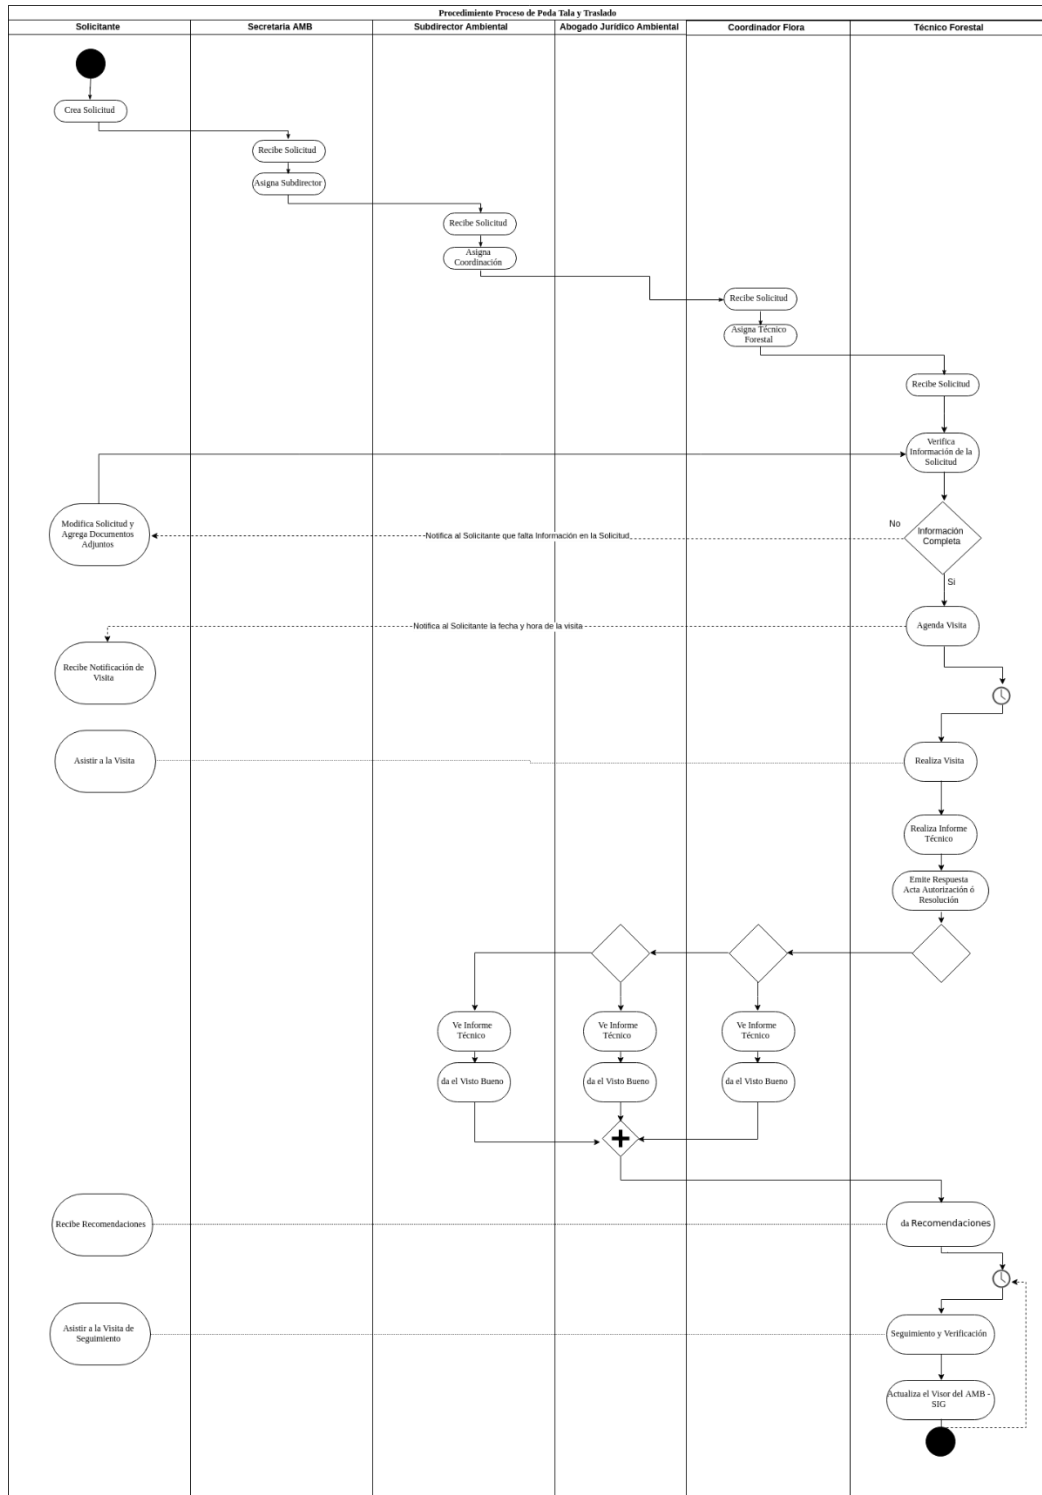 Procedimiento Proceso de Poda Tala y Traslado
Solicitante
Secretaria AMB
Subdirector Ambiental
Abogado Jurídico Ambiental
Coordinador Flora
Técnico Forestal
Crea Solicitud
Recibe Solicitud
Asigna Subdirector
Recibe Solicitud
Asigna
Coordinación
Recibe Solicitud
Asigna Técnico
Forestal
Recibe Solicitud
Verifica
Información de la
Solicitud
Modifica Solicitud y
Agrega Documentos
Adjuntos
Notifica al Solicitante que falta Información en la Solicitud
No
Información
Completa
Si
Notifica al Solicitante la fecha y hora de la visita
Agenda Visita
Recibe Notificación de
Visita
Asistir a la Visita
Realiza Visita
Realiza Informe
Técnico
Emite Respuesta
Acta Autorización ó
Resolución
Ve Informe
Técnico
Ve Informe
Técnico
Ve Informe
Técnico
da el Visto Bueno
da el Visto Bueno
da el Visto Bueno
Recibe Recomendaciones
da Recomendaciones
Asistir a la Visita de
Seguimiento
Seguimiento y Verificación
Actualiza el Visor del AMB -
SIG